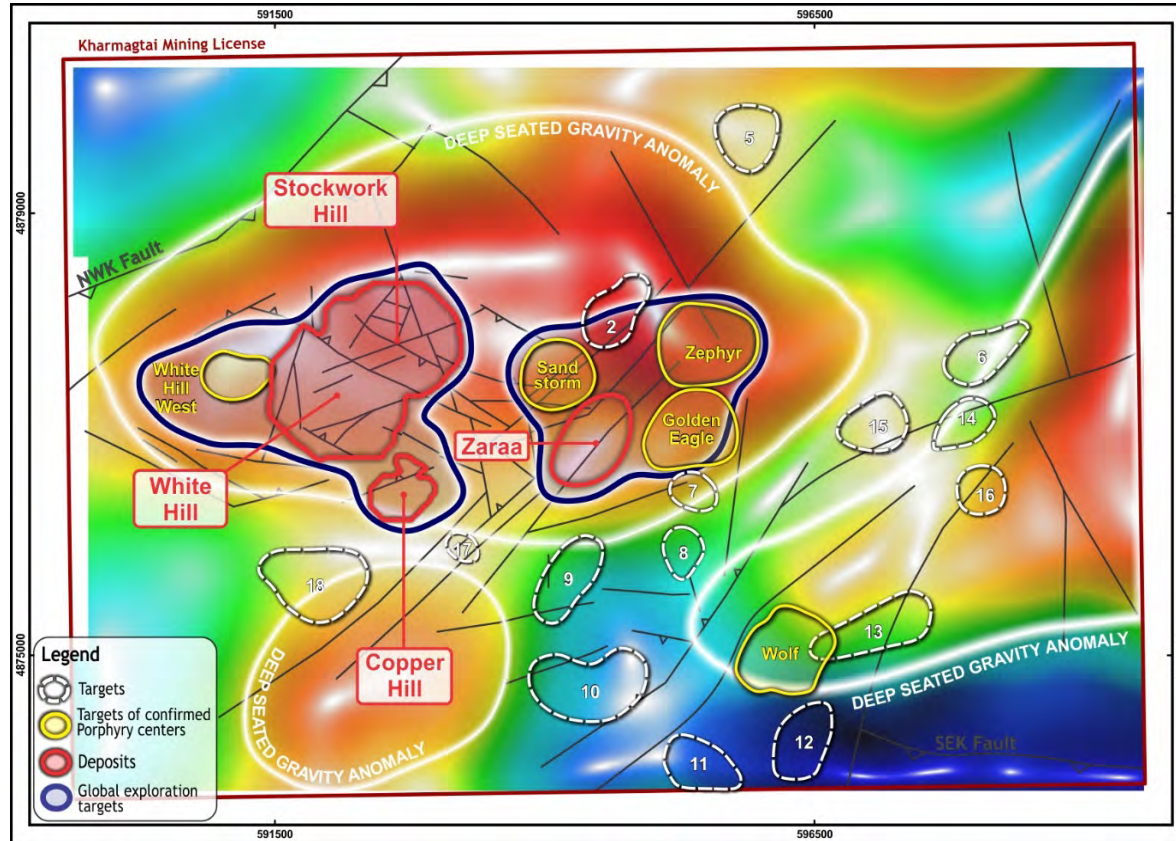 591500
596500
Kharmagtai Mining License
DEEP SEATED GRAVITY ANOMALY
5
Stockwork
Hill
4879000
4879000
NWK Fault
2
Zephyr
6
White
Hill
West
Sand
storm
Golden
Eagle
14
15
Zaraa
White
Hill
7
16
17
8
9
18
13
Wolf
Copper
Hill
DEEP SEATED GRAVITY ANOMALY
DEEP SEATED GRAVITY ANOMALY
4875000
4875000
10
12
11
SEK Fault
Legend
Targets
Targets of confirmed
Porphyry centers
Deposits
Global exploration
targets
591500
596500